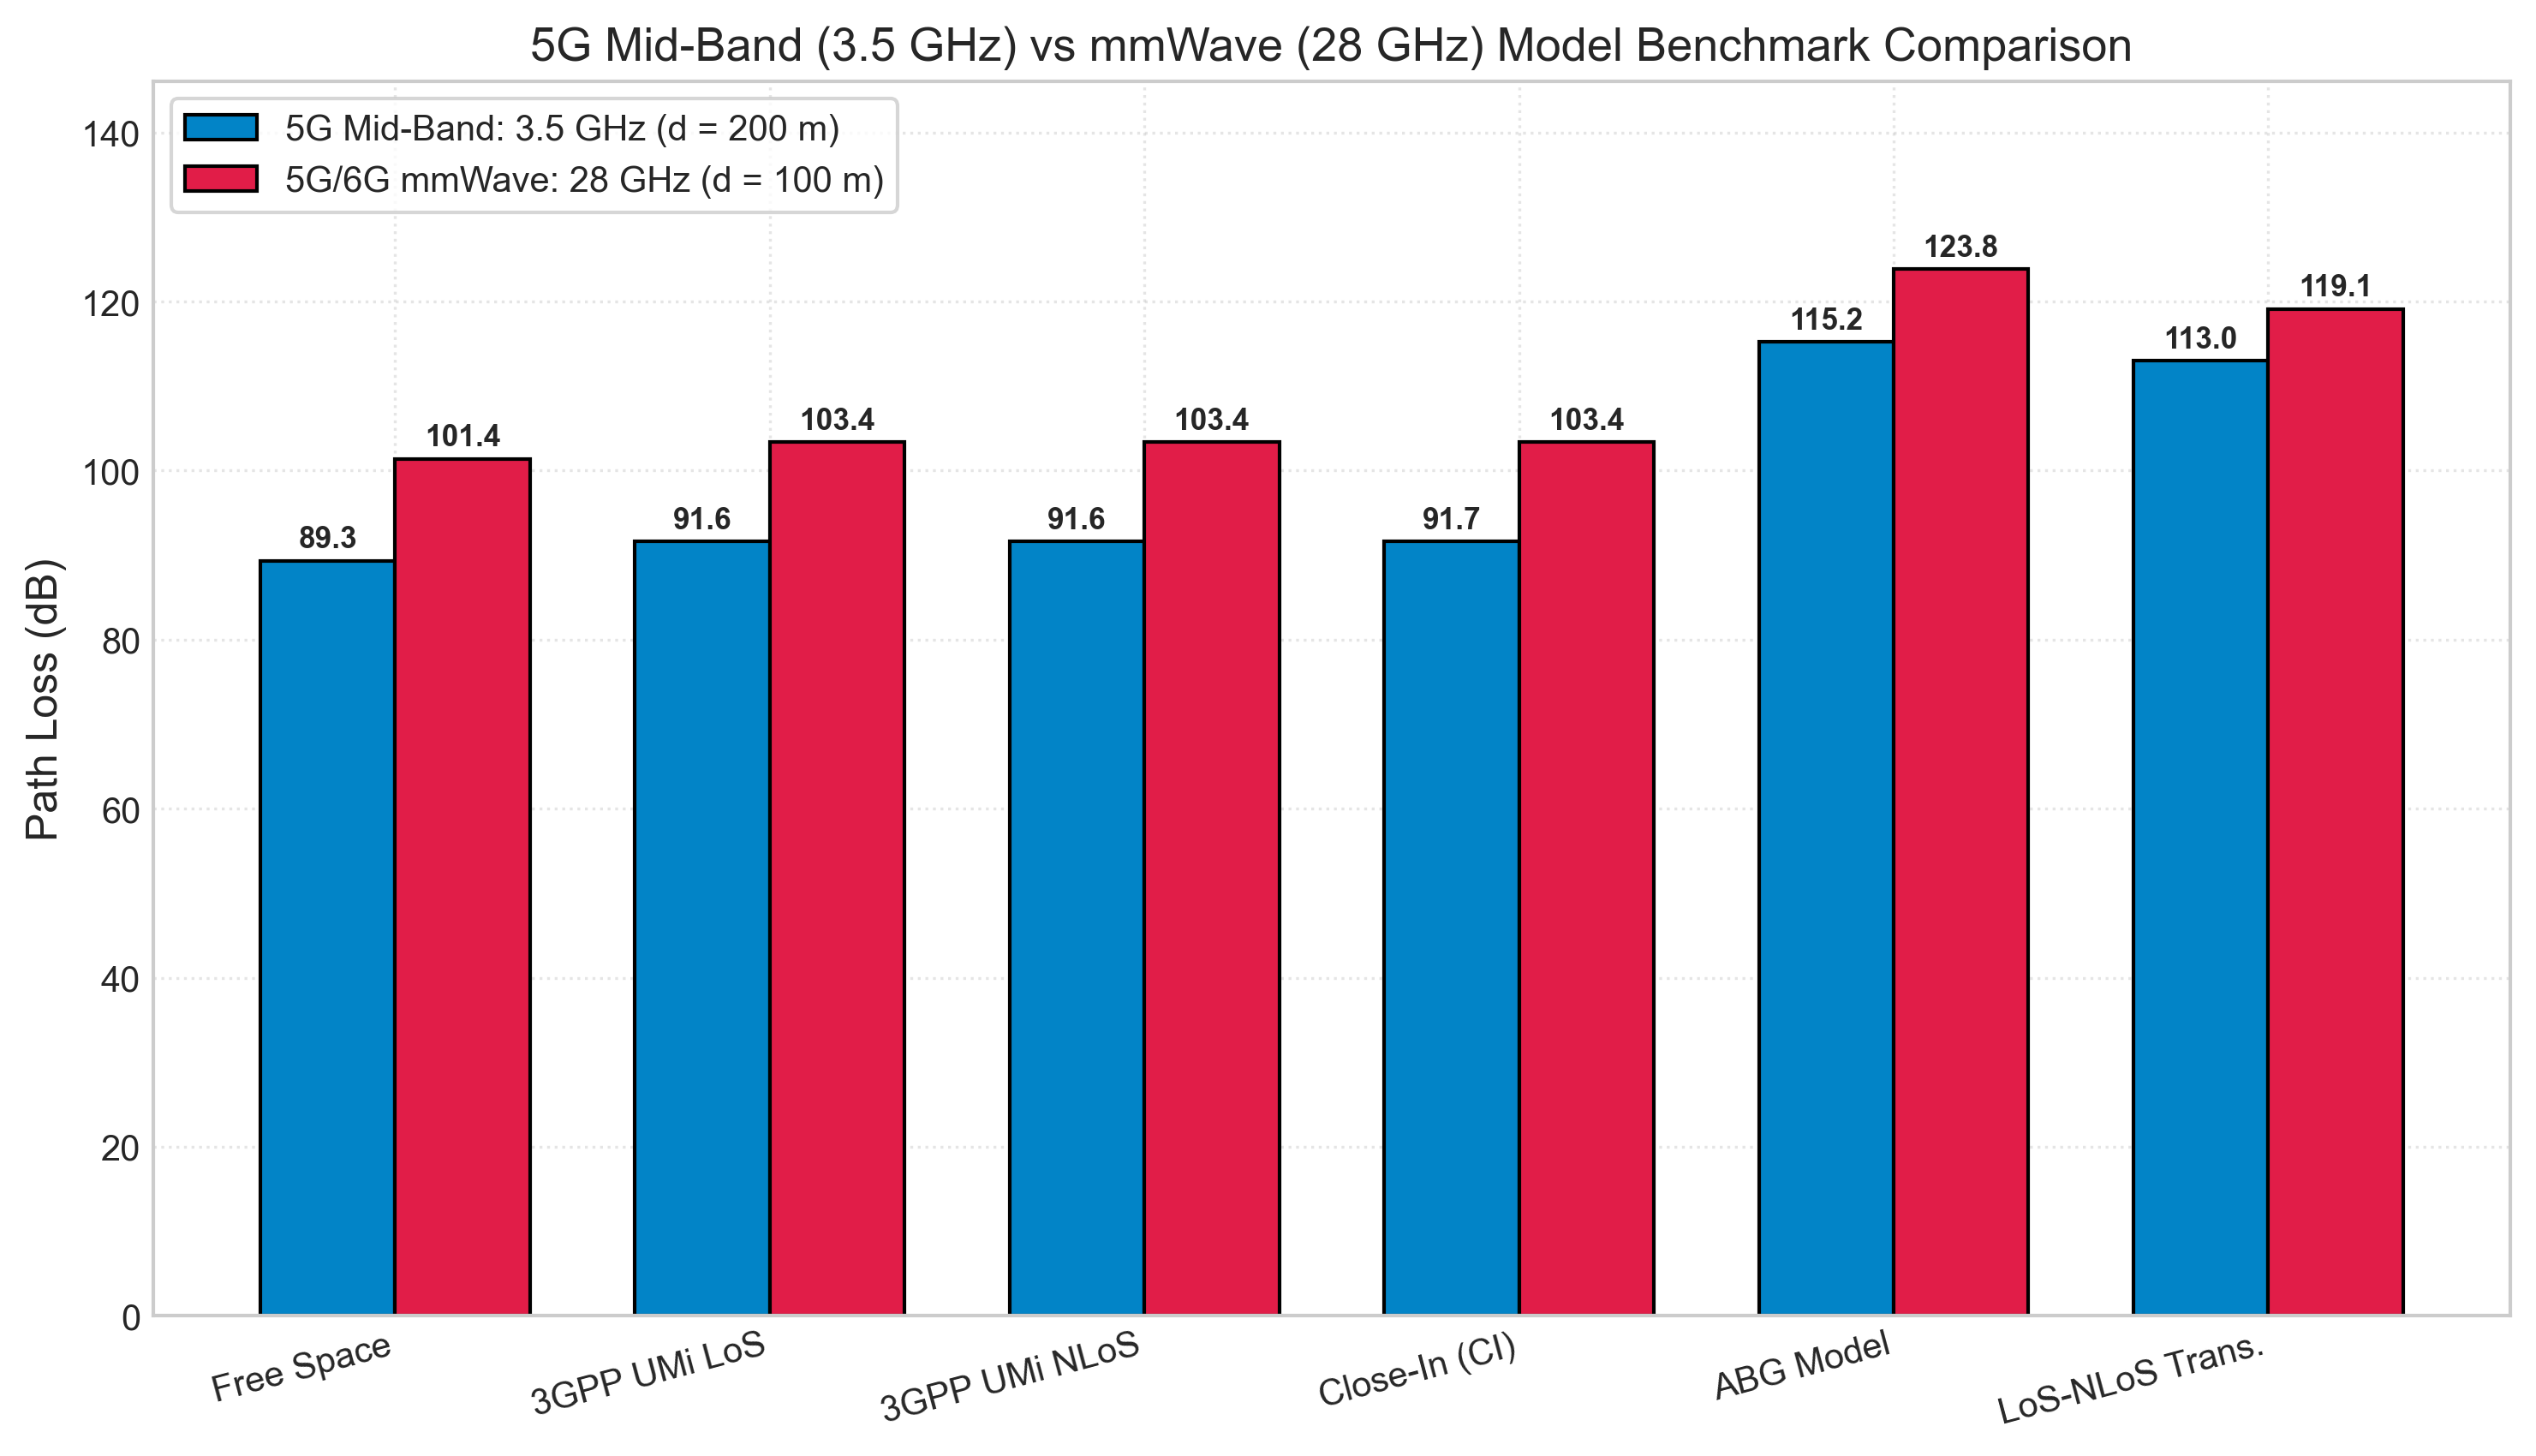 5G Mid-Band (3.5 GHz) vs mmWave (28 GHz) Model Benchmark Comparison
5G Mid-Band: 3.5 GHz (d = 200 m)
5G/6G mmWave: 28 GHz (d = 100 m)
Path Loss (dB)
140
120
100
80
60
40
20
0
89.3
101.4
91.6
103.4
91.6
103.4
91.7
103.4
115.2
123.8
113.0
119.1
Free Space
3GPP UMi LoS
3GPP UMi NLoS
Close-In (CI)
ABG Model
LoS-NLoS Trans.